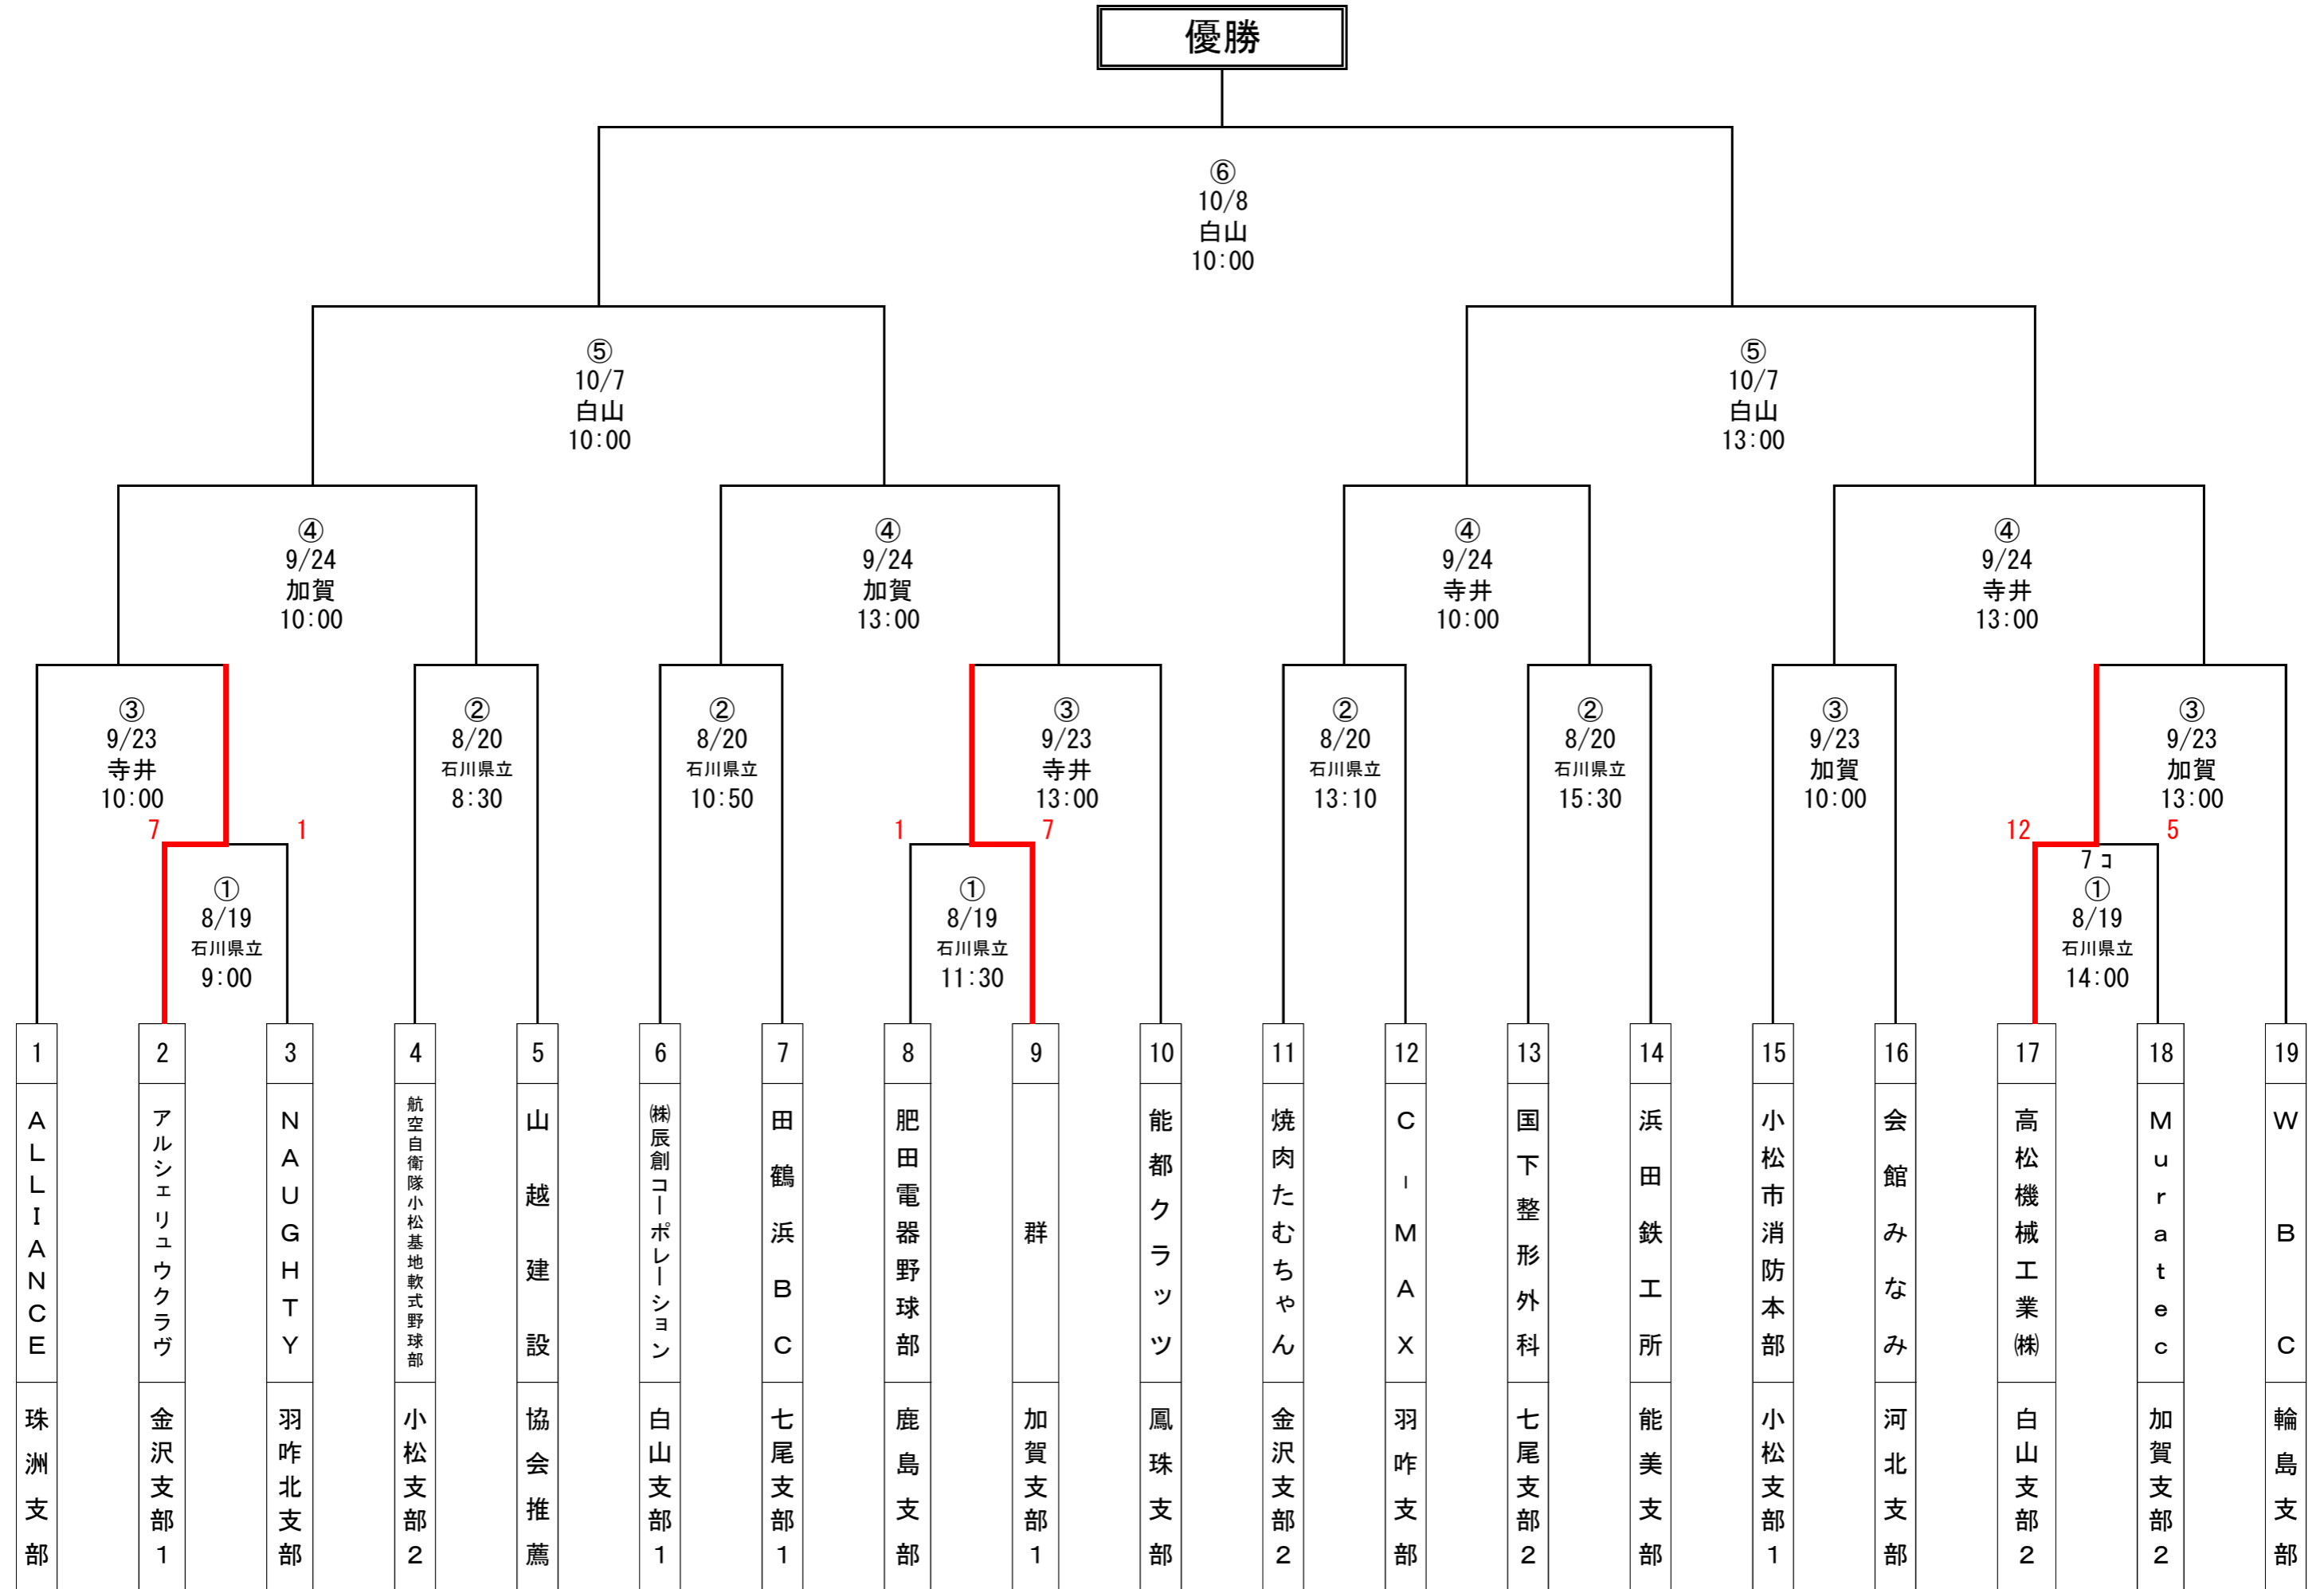 優勝
⑥
10/8
白山
10:00
⑤
10/7
白山
10:00
⑤
10/7
白山
13:00
④
9/24
加賀
10:00
④
9/24
加賀
13:00
④
9/24
寺井
10:00
④
9/24
寺井
13:00
③
9/23
寺井
10:00
②
8/20
石川県立
8:30
②
8/20
石川県立
10:50
③
9/23
寺井
13:00
②
8/20
石川県立
13:10
②
8/20
石川県立
15:30
③
9/23
加賀
10:00
③
9/23
加賀
13:00
7
1
1
7
12
5
①
8/19
石川県立
9:00
①
8/19
石川県立
11:30
7コ
①
8/19
石川県立
14:00
1
ALLIANCE
珠洲支部
2
アルシェリュウクラヴ
金沢支部1
3
NAUGHTY
羽咋北支部
4
航空自衛隊小松基地軟式野球部
小松支部2
5
山越建設
協会推薦
6
㈱辰創コーポレーション
白山支部1
7
田鶴浜BC
七尾支部1
8
肥田電器野球部
鹿島支部
9
群
加賀支部1
10
能都クラッツ
鳳珠支部
11
焼肉たむちゃん
金沢支部2
12
C-MAX
羽咋支部
13
国下整形外科
七尾支部2
14
浜田鉄工所
能美支部
15
小松市消防本部
小松支部1
16
会館みなみ
河北支部
17
高松機械工業㈱
白山支部2
18
Muratec
加賀支部2
19
WBC
輪島支部